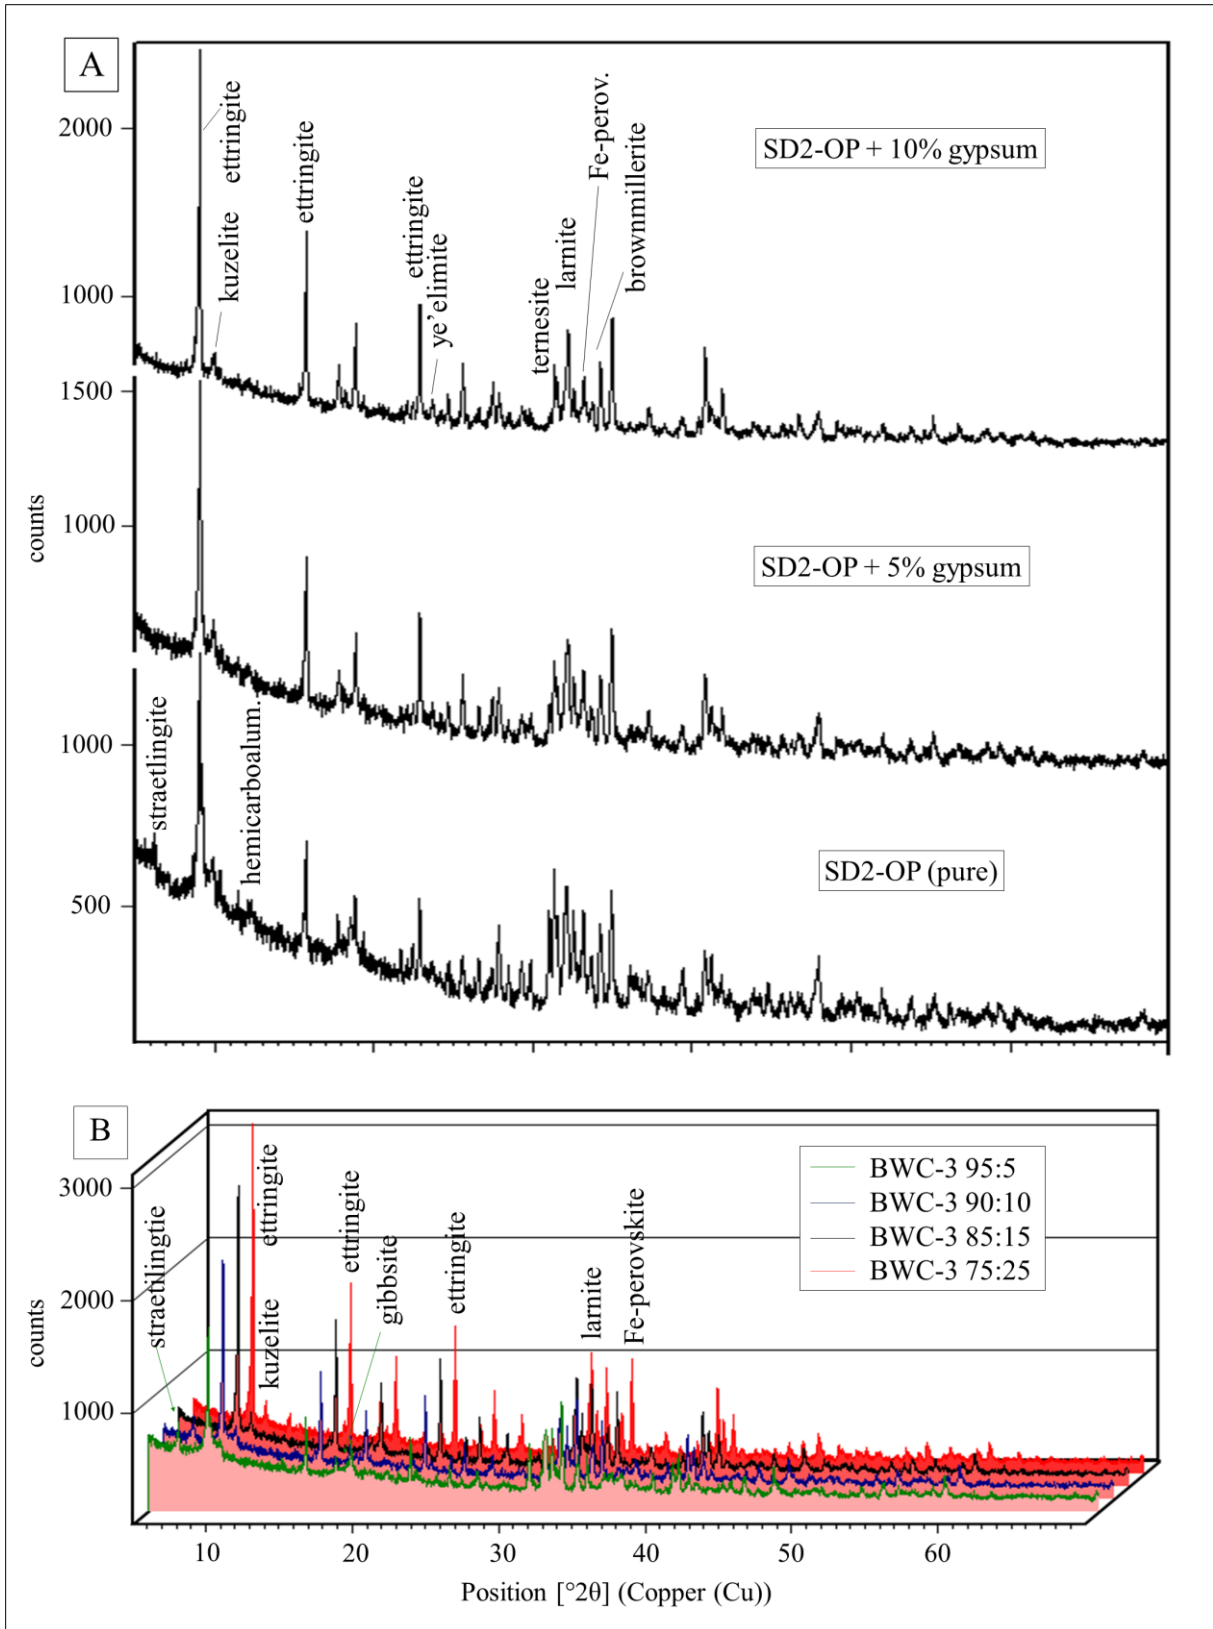 A
2000
1000
1500
1000
1000
500
counts
ettringite
kuzelite
ettringite
ettringite
ye'elimite
ternesite
larnite
Fe-perov.
brownmillerite
SD2-OP + 10% gypsum
SD2-OP + 5% gypsum
straetlingite
hemicarboalum.
SD2-OP (pure)
B
3000
2000
1000
counts
straetilingtie
ettringite
kuzelite
ettringite
gibbsite
ettringite
larnite
Fe-perovskite
BWC-3 95:5
BWC-3 90:10
BWC-3 85:15
BWC-3 75:25
10 20 30 40 50 60
Position [°2θ] (Copper (Cu))